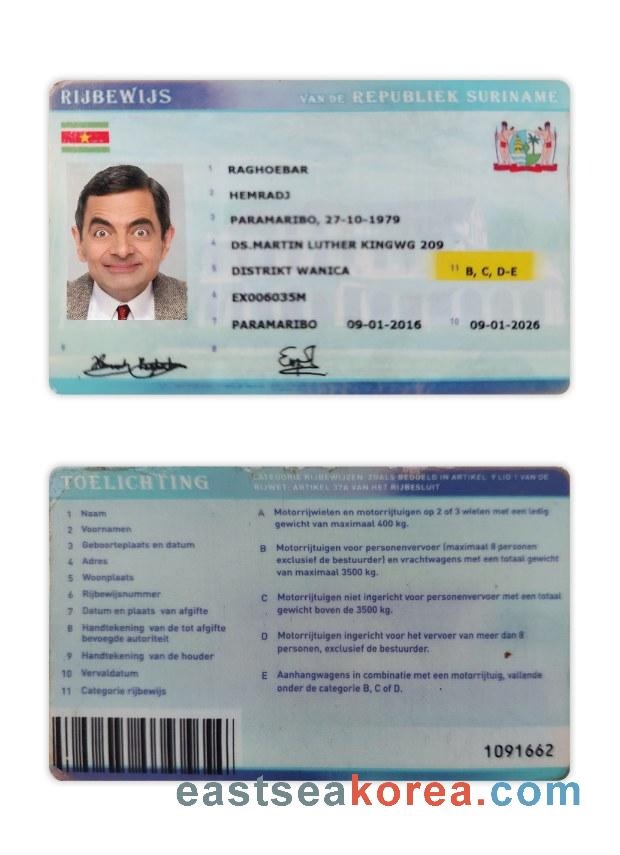 RIJBEWIJS
VAN DE REPUBLIEK SURINAME
1 RAGHOEBAR
2 HEMRADJ
3 PARAMARIBO, 27-10-1979
4 DS.MARTIN LUTHER KINGWG 209
5 DISTRIKT WANICA
11 B, C, D-E
6 EX006035M
7 PARAMARIBO 09-01-2016 10 09-01-2026
9 8
TOELICHTING
CATEGORIE RIJBEWIJZEN, ZOALS BEDOELD IN ARTIKEL 9 LID 1 VAN DE
RIJWET, ARTIKEL 37A VAN HET RIJBESLUIT
1 Naam
2 Voornamen
3 Geboorteplaats en datum
4 Adres
5 Woonplaats
6 Rijbewijsnummer
7 Datum en plaats van afgifte
8 Handtekening van de tot afgifte
bevoegde autoriteit
9 Handtekening van de houder
10 Vervaldatum
11 Categorie rijbewijs
A Motorrijwielen en motorrijtuigen op 2 of 3 wielen met een ledig
gewicht van maximaal 400 kg.
B Motorrijtuigen voor personenvervoer (maximaal 8 personen
exclusief de bestuurder) en vrachtwagens met een totaal gewicht
van maximaal 3500 kg.
C Motorrijtuigen niet ingericht voor personenvervoer met een totaal
gewicht boven de 3500 kg.
D Motorrijtuigen ingericht voor het vervoer van meer dan 8
personen, exclusief de bestuurder.
E Aanhangwagens in combinatie met een motorrijtuig, vallende
onder de categorie B, C of D.
1091662
eastseakorea.com